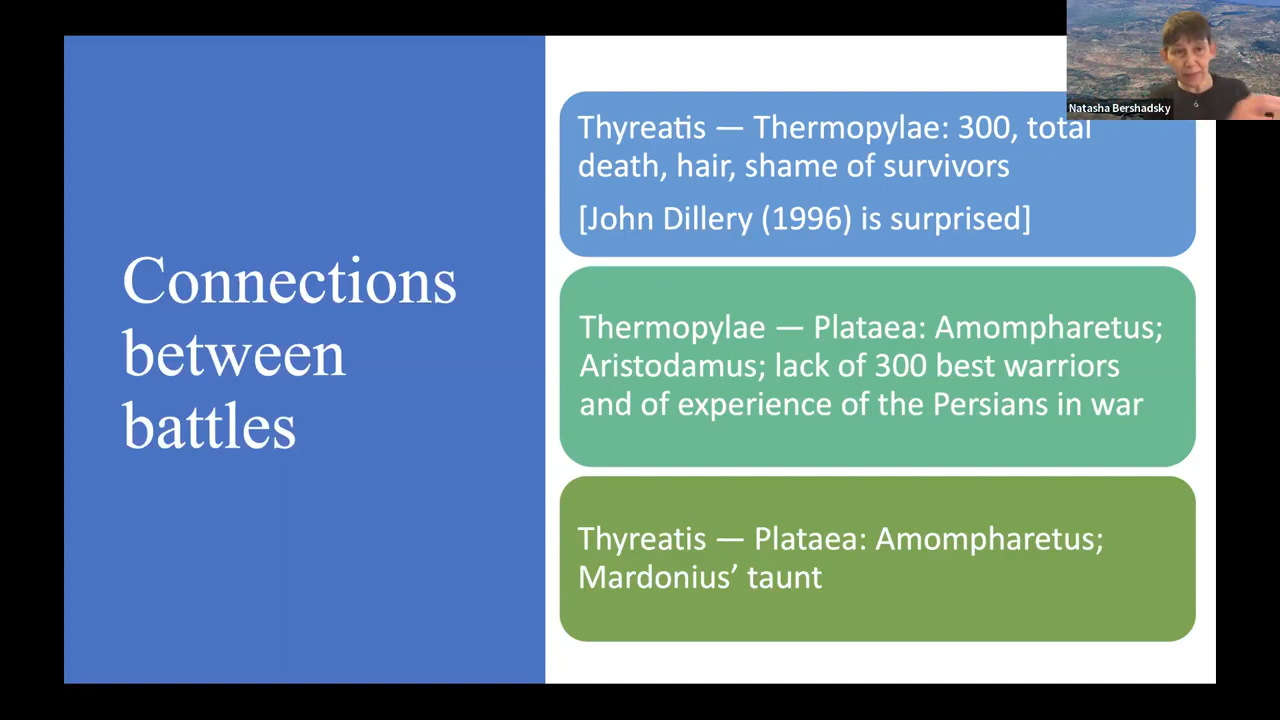 Natasha Bershadsky
Connections
between
battles
Thyreatis — Thermopylae: 300, total
death, hair, shame of survivors
[John Dillery (1996) is surprised]
Thermopylae — Plataea: Amompharetus;
Aristodamus; lack of 300 best warriors
and of experience of the Persians in war
Thyreatis — Plataea: Amompharetus;
Mardonius’ taunt